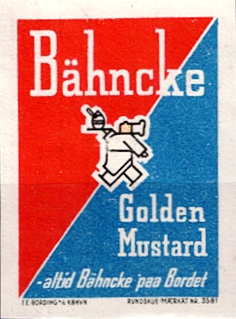 Bähncke
Golden
Mustard
-altid Bähncke paa Bordet
F.E. BORDING A/S KBHVN RUNDSKUE-MÆRKAT NR. 3581